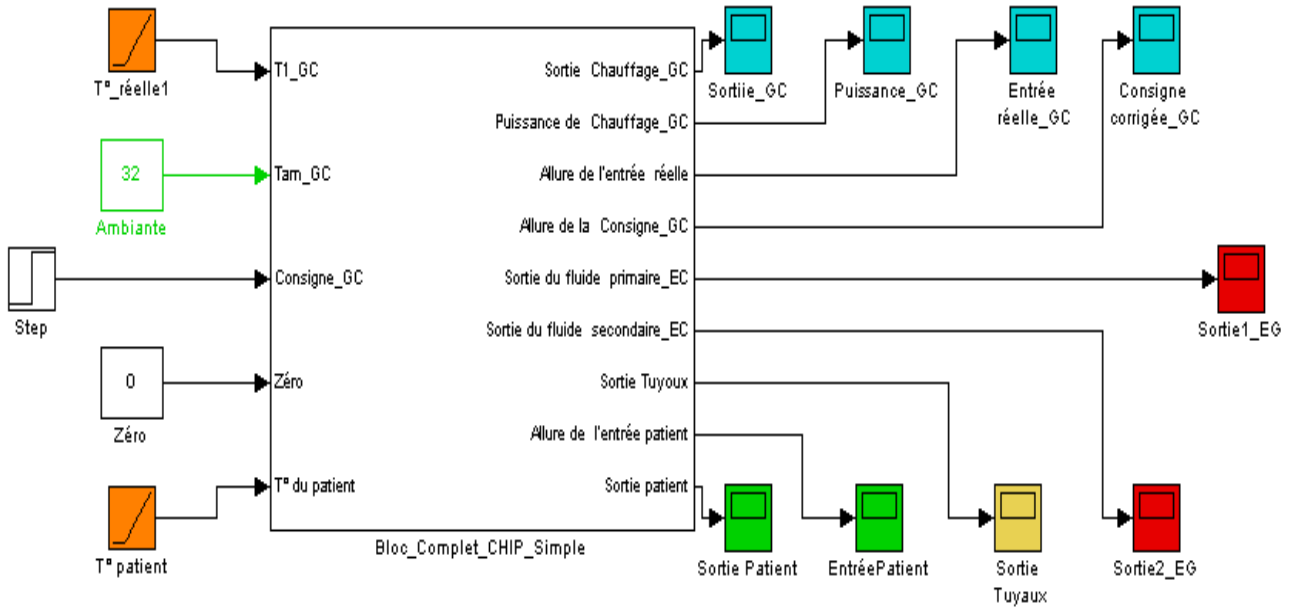 T°_réelle1
32
Ambiante
Step
0
Zéro
T° patient
T1_GC
Tam_GC
Consigne_GC
Zéro
T° du patient
Sortie Chauffage_GC
Puissance de Chauffage_GC
Allure de l'entrée réelle
Allure de la Consigne_GC
Sortie du fluide primaire_EC
Sortie du fluide secondaire_EC
Sortie Tuyoux
Allure de l'entrée patient
Sortie patient
Bloc_Complet_CHIP_Simple
Sortiie_GC
Puissance_GC
Entrée
réelle_GC
Consigne
corrigée_GC
Sortie1_EG
Sortie Patient
EntréePatient
Sortie
Tuyaux
Sortie2_EG